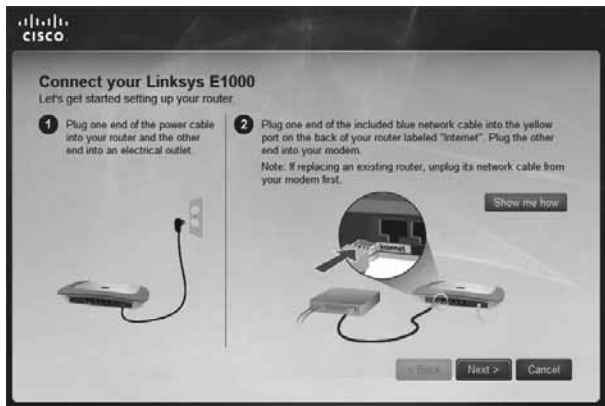 CISCO
Connect your Linksys E1000
Let's get started setting up your router
1
Plug one end of the power cable
into your router and the other
end into an electrical outlet.
2
Plug one end of the included blue network cable into the yellow
port on the back of your router labeled "Internet". Plug the other
end into your modem.
Note: If replacing an existing router, unplug its network cable from
your modem first.
Show me how
Internet
< Back
Next >
Cancel